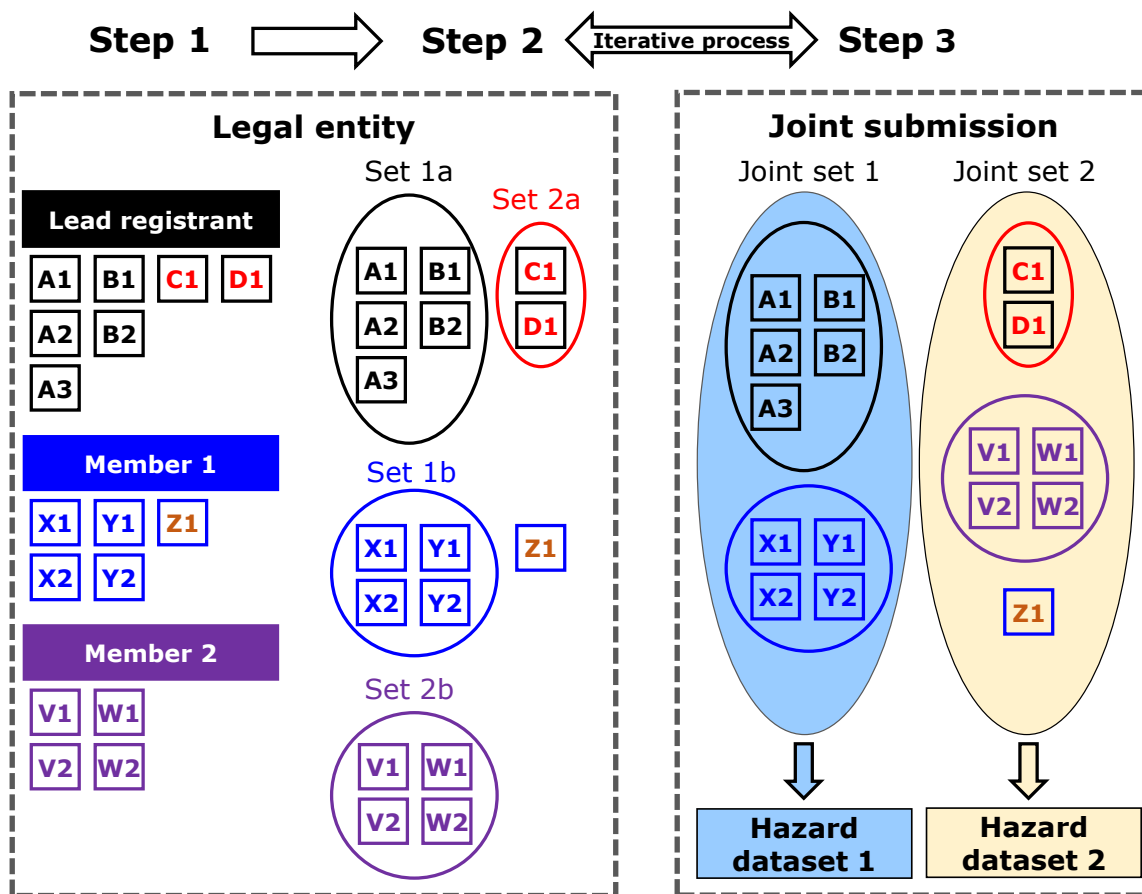 Step 1
Step 2
Iterative process
Step 3
Legal entity
Lead registrant
A1 B1 C1 D1
A2 B2
A3
Set 1a
A1 B1
A2 B2
A3
Set 2a
C1
D1
Member 1
X1 Y1 Z1
X2 Y2
Set 1b
X1 Y1
X2 Y2
Z1
Member 2
V1 W1
V2 W2
Set 2b
V1 W1
V2 W2
Joint submission
Joint set 1
A1 B1
A2 B2
A3
X1 Y1
X2 Y2
Hazard
dataset 1
Joint set 2
C1
D1
V1 W1
V2 W2
Z1
Hazard
dataset 2